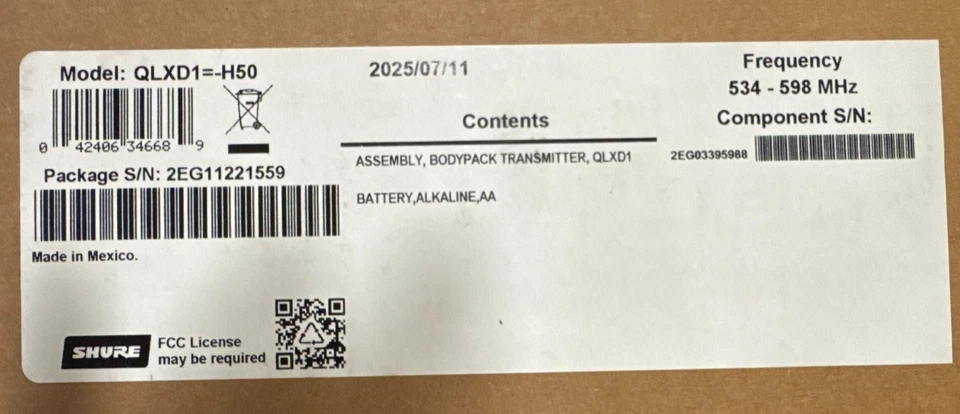 Model: QLXD1=-H50
0 42406 34668 9
Package S/N: 2EG11221559
Made in Mexico.
SHURE
FCC License
may be required
2025/07/11
Contents
ASSEMBLY, BODYPACK TRANSMITTER, QLXD1
BATTERY,ALKALINE,AA
Frequency
534 - 598 MHz
Component S/N:
2EG03395988